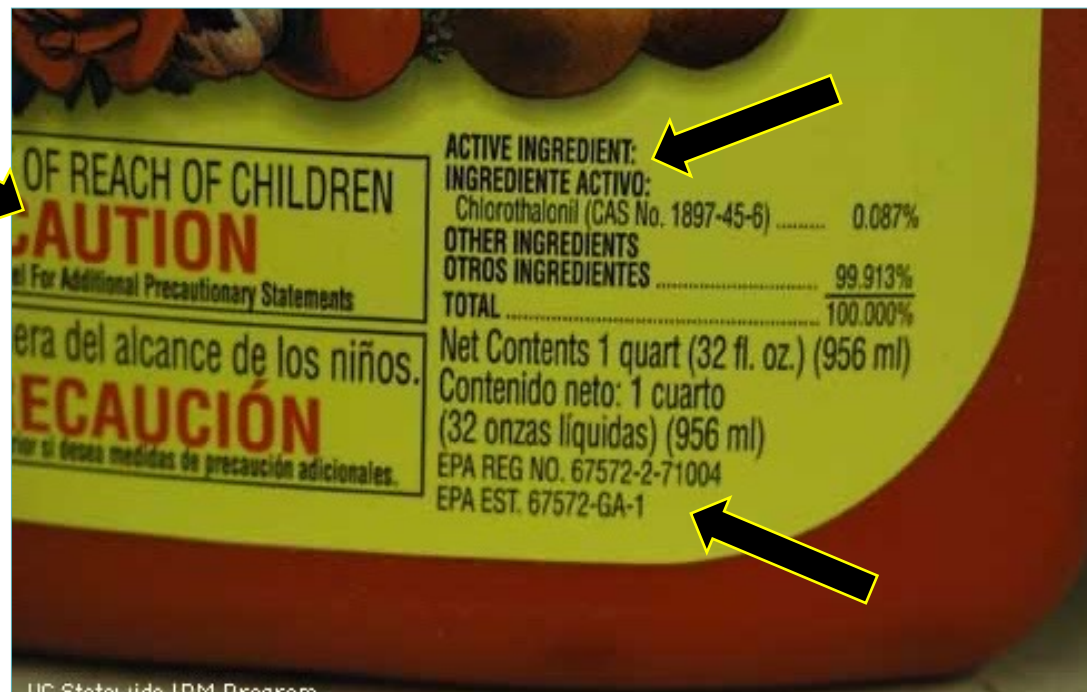 OF REACH OF CHILDREN
CAUTION
For Additional Precautionary Statements
era del alcance de los niños.
ECAUCIÓN
si desea medidas de precaución adicionales.
ACTIVE INGREDIENT:
INGREDIENTE ACTIVO:
Chlorothalonil (CAS No. 1897-45-6) ......... 0.087%
OTHER INGREDIENTS
OTROS INGREDIENTES ............................. 99.913%
TOTAL ....................................................... 100.000%
Net Contents 1 quart (32 fl. oz.) (956 ml)
Contenido neto: 1 cuarto
(32 onzas líquidas) (956 ml)
EPA REG NO. 67572-2-71004
EPA EST. 67572-GA-1
UC Statewide IPM Program